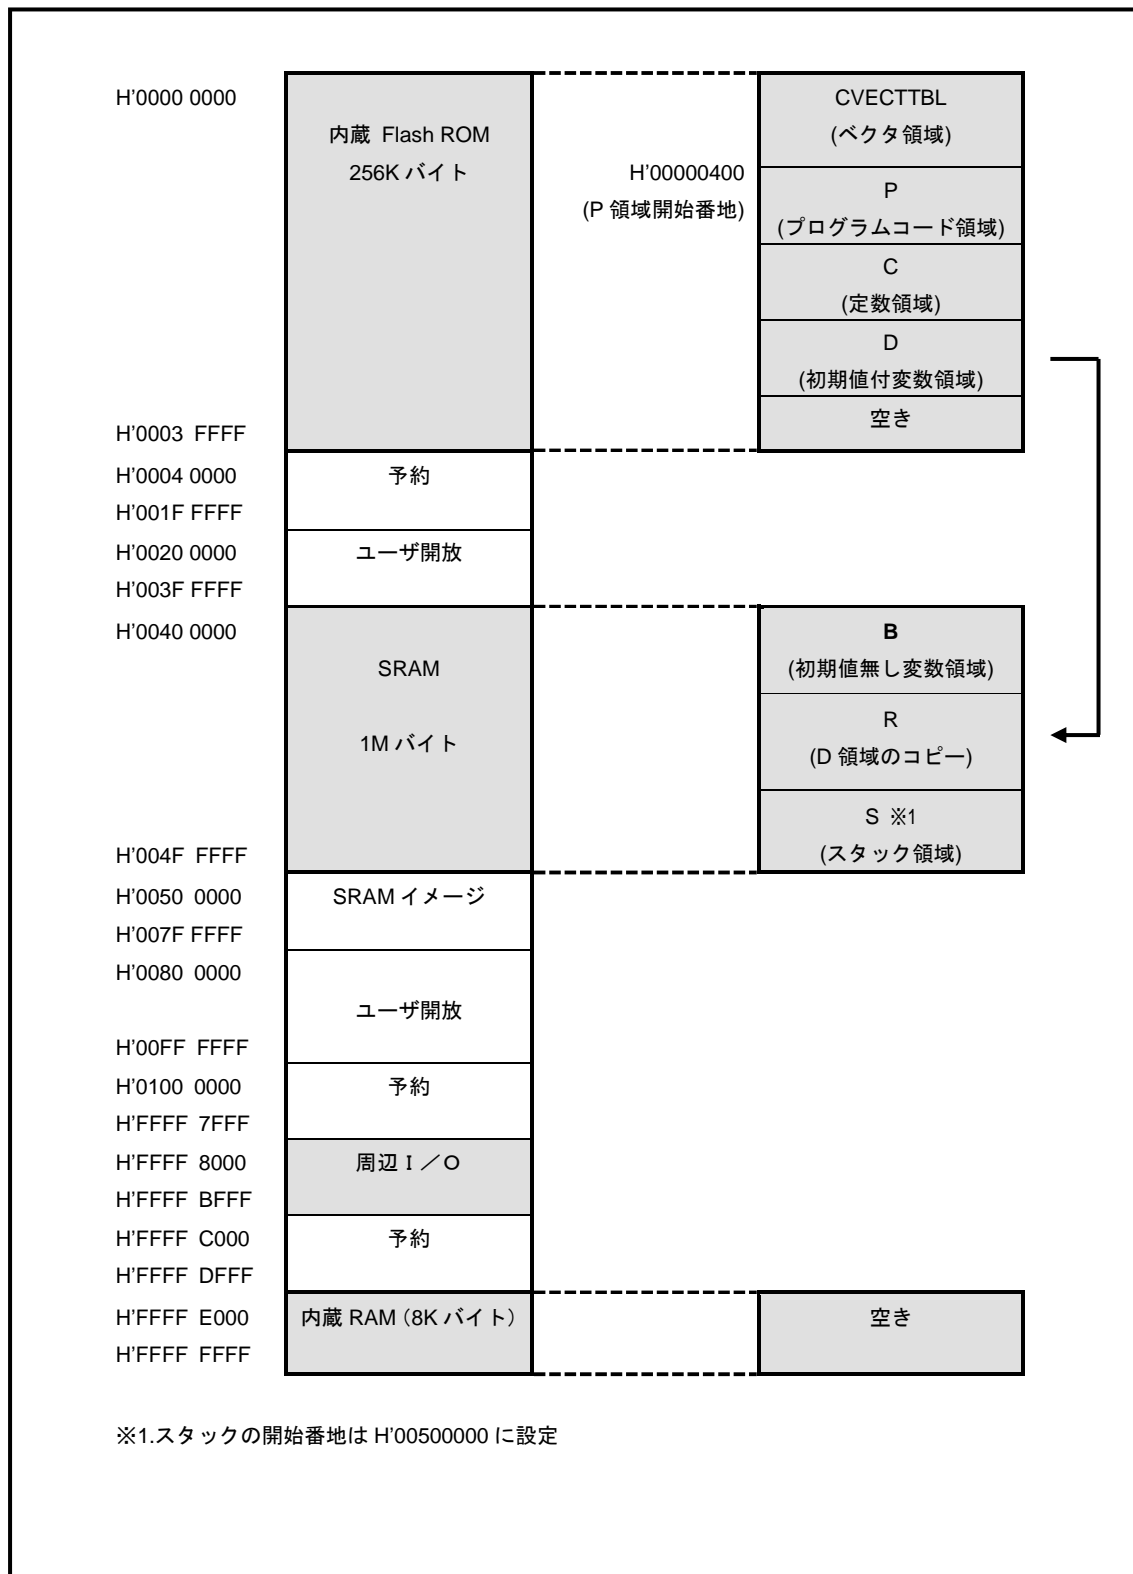 H'0000 0000
内蔵 Flash ROM
256K バイト
H'00000400
(P 領域開始番地)
CVECTTBL
(ベクタ領域)
P
(プログラムコード領域)
C
(定数領域)
D
(初期値付変数領域)
空き
H'0003 FFFF
H'0004 0000
予約
H'001F FFFF
H'0020 0000
ユーザ開放
H'003F FFFF
H'0040 0000
SRAM
1M バイト
B
(初期値無し変数領域)
R
(D 領域のコピー)
S ※1
(スタック領域)
H'004F FFFF
H'0050 0000
SRAM イメージ
H'007F FFFF
H'0080 0000
ユーザ開放
H'00FF FFFF
H'0100 0000
予約
H'FFFF 7FFF
H'FFFF 8000
周辺Ⅰ／O
H'FFFF BFFF
H'FFFF C000
予約
H'FFFF DFFF
H'FFFF E000
内蔵 RAM（8K バイト）
空き
H'FFFF FFFF
※1.スタックの開始番地は H'00500000 に設定